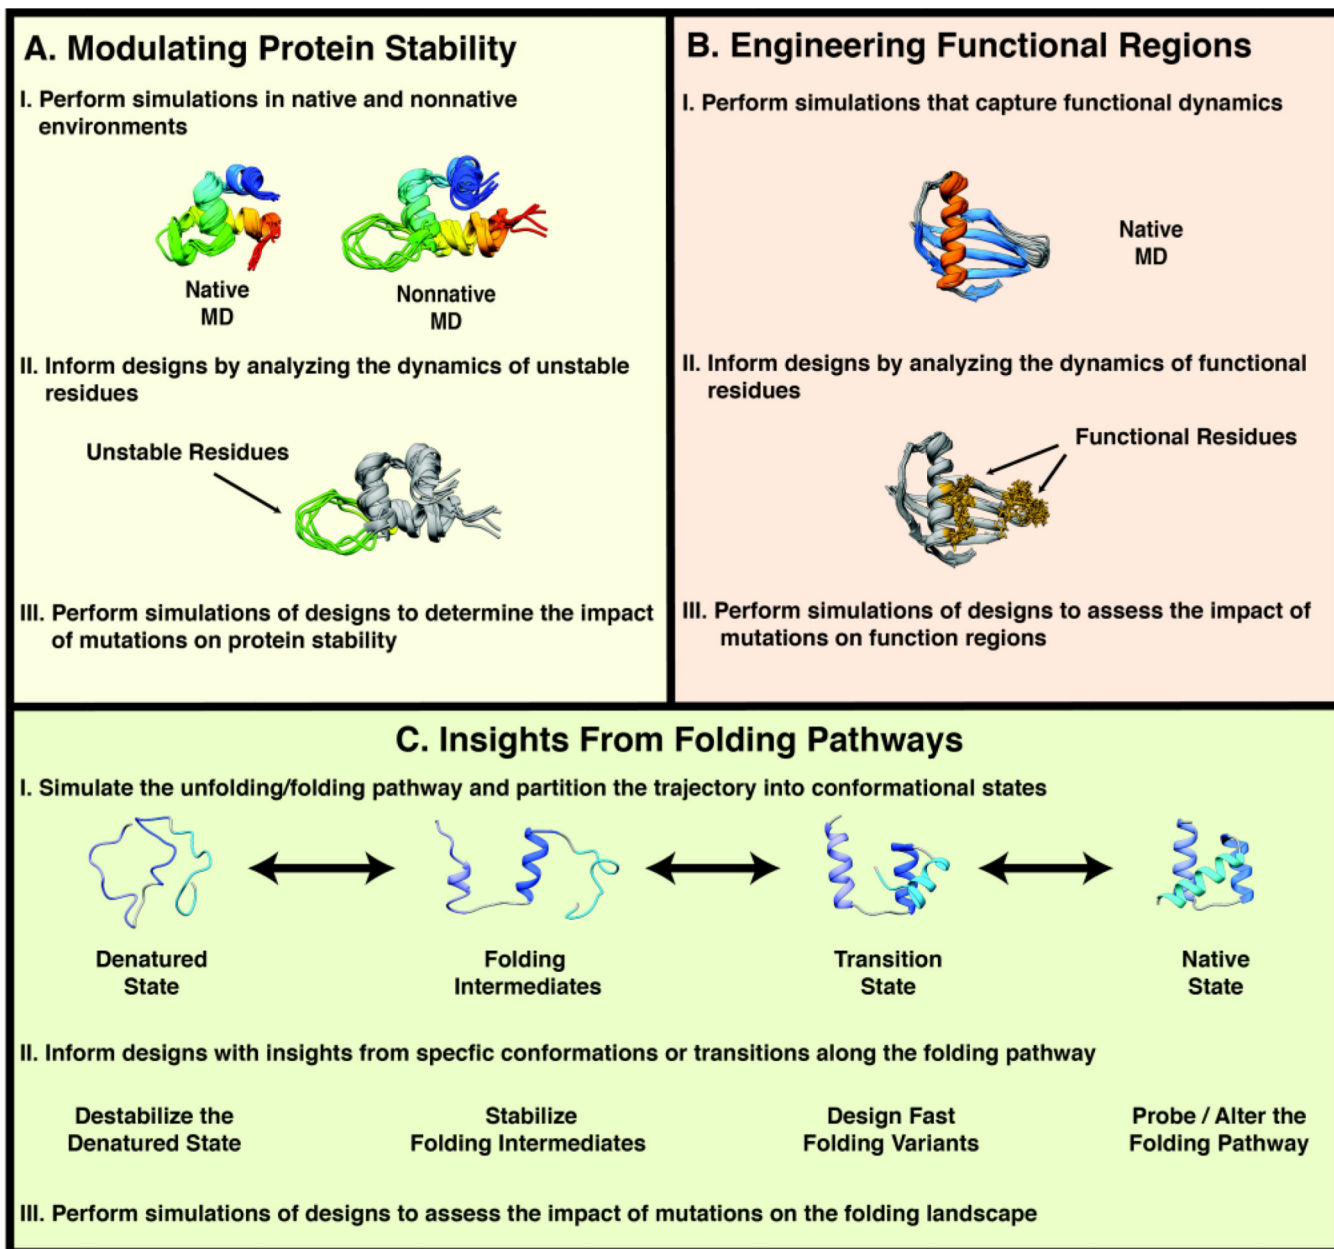 A. Modulating Protein Stability
I. Perform simulations in native and nonnative
environments
Native
MD
Nonnative
MD
II. Inform designs by analyzing the dynamics of unstable
residues
Unstable Residues
III. Perform simulations of designs to determine the impact
of mutations on protein stability
B. Engineering Functional Regions
I. Perform simulations that capture functional dynamics
Native
MD
II. Inform designs by analyzing the dynamics of functional
residues
Functional Residues
III. Perform simulations of designs to assess the impact of
mutations on function regions
C. Insights From Folding Pathways
I. Simulate the unfolding/folding pathway and partition the trajectory into conformational states
Denatured
State
Folding
Intermediates
Transition
State
Native
State
II. Inform designs with insights from specfic conformations or transitions along the folding pathway
Destabilize the
Denatured State
Stabilize
Folding Intermediates
Design Fast
Folding Variants
Probe / Alter the
Folding Pathway
III. Perform simulations of designs to assess the impact of mutations on the folding landscape